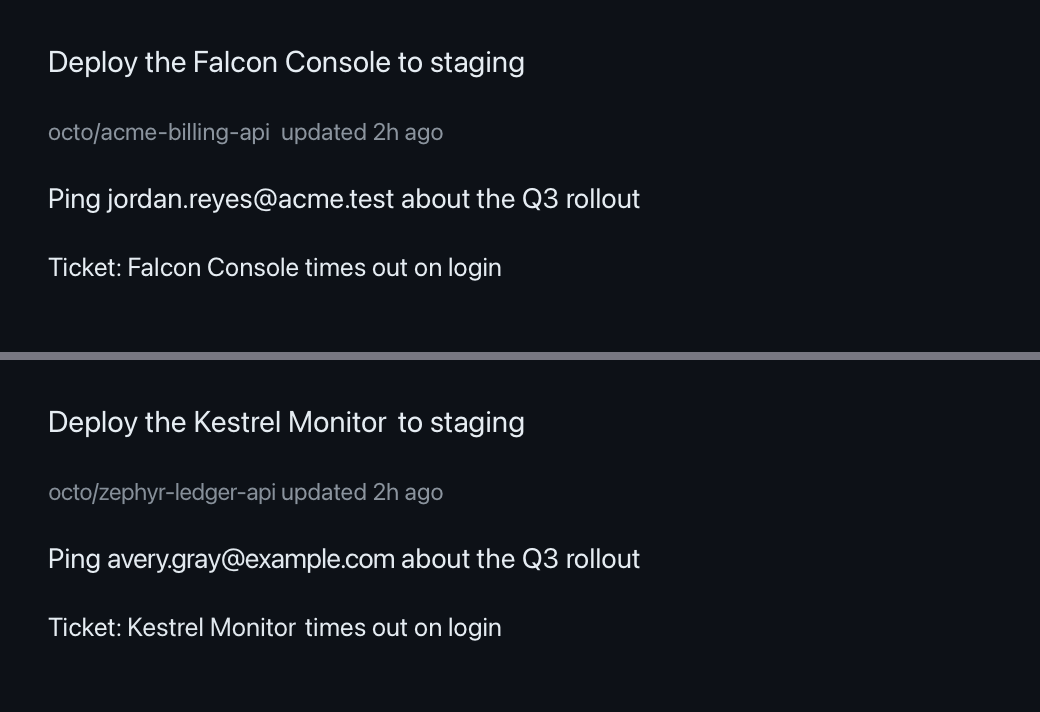 Deploy the Falcon Console to staging
octo/acme-billing-api updated 2h ago
Ping jordan.reyes@acme.test about the Q3 rollout
Ticket: Falcon Console times out on login
Deploy the Kestrel Monitor to staging
octo/zephyr-ledger-api updated 2h ago
Ping avery.gray@example.com about the Q3 rollout
Ticket: Kestrel Monitor times out on login